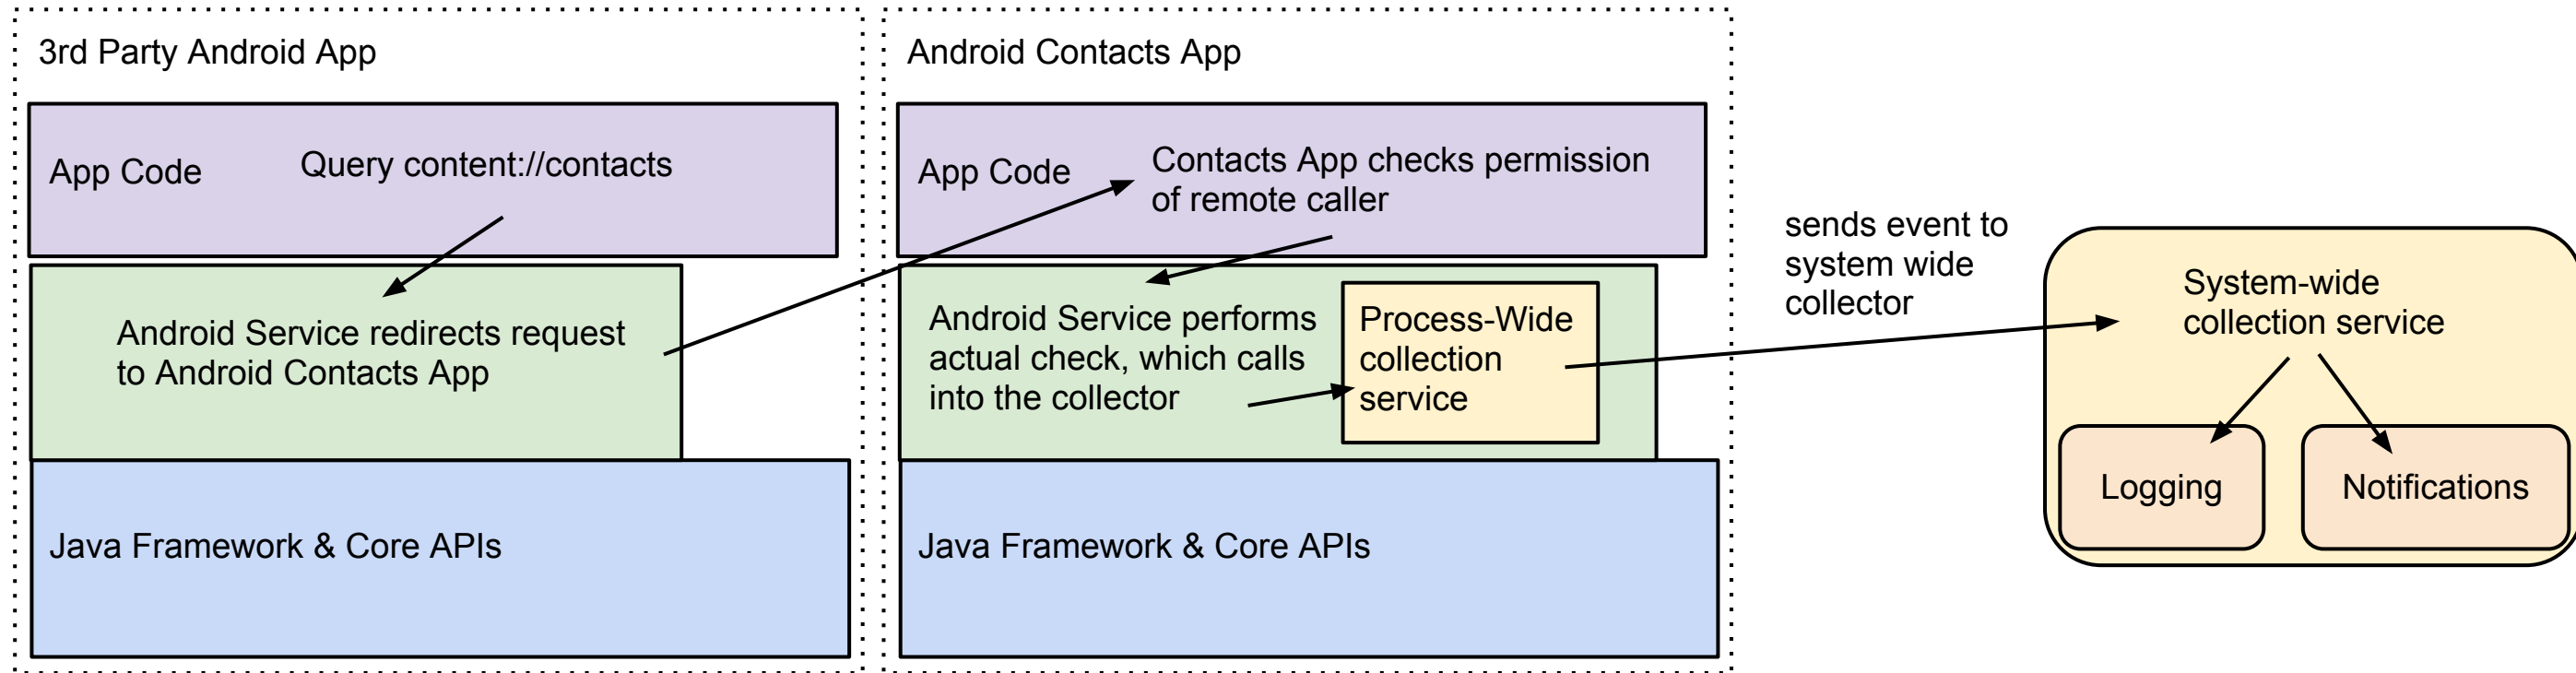 3rd Party Android App
App Code
Query content://contacts
Android Service redirects request
to Android Contacts App
Java Framework & Core APIs
Android Contacts App
App Code
Contacts App checks permission
of remote caller
Android Service performs
actual check, which calls
into the collector
Process-Wide
collection
service
Java Framework & Core APIs
sends event to
system wide
collector
System-wide
collection service
Logging
Notifications